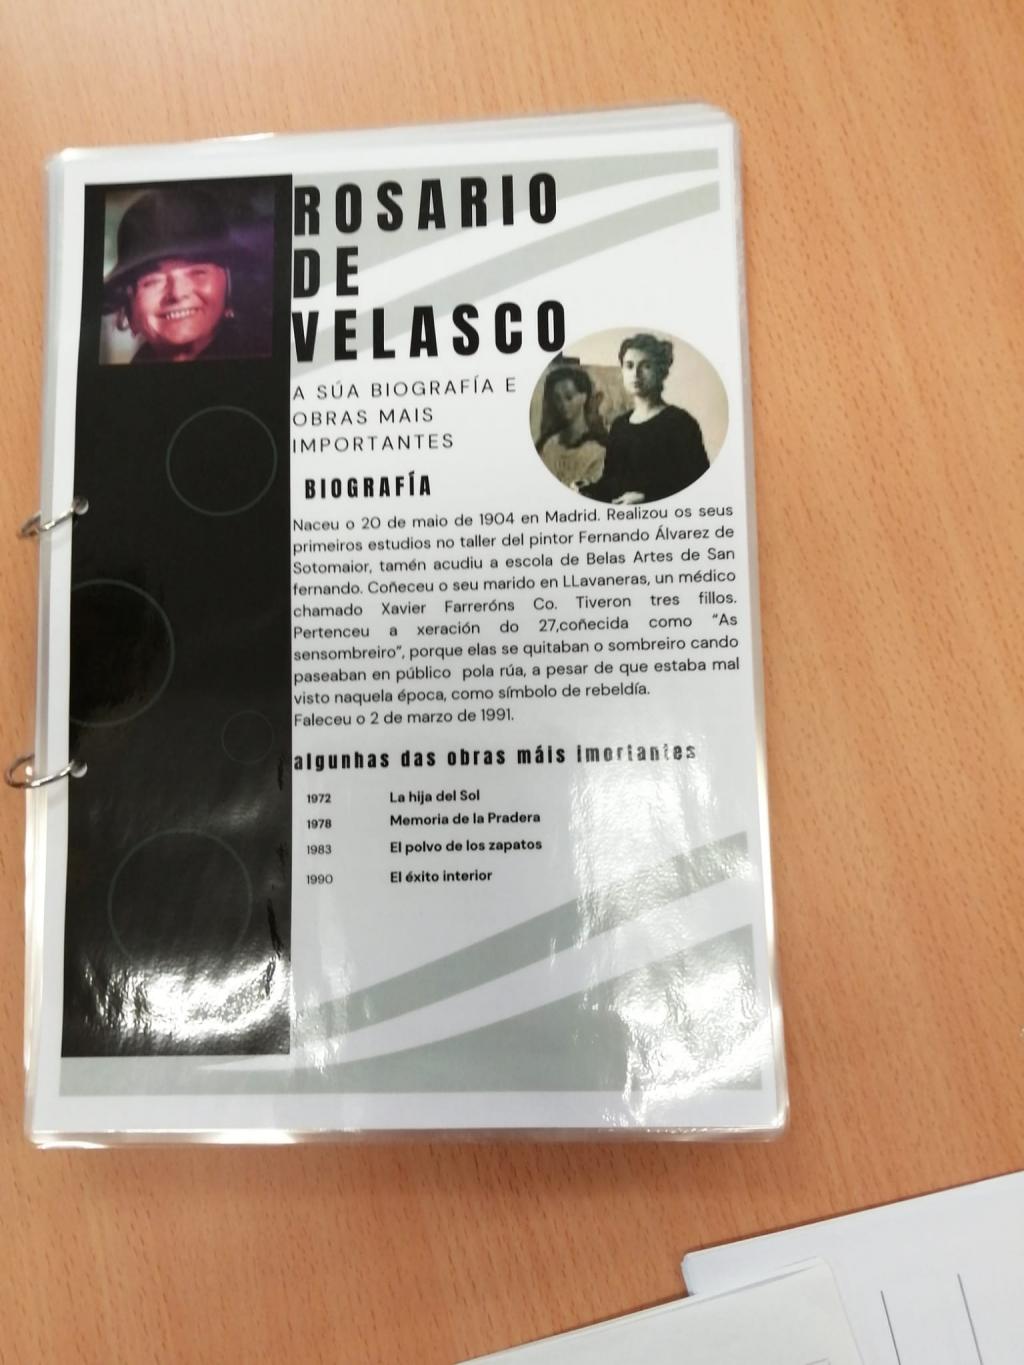 ROSARIO
DE
VELASCO
A SÚA BIOGRAFÍA E
OBRAS MAIS
IMPORTANTES
BIOGRAFÍA
Naceu o 20 de maio de 1904 en Madrid. Realizou os seus
primeiros estudios no taller del pintor Fernando Álvarez de
Sotomaior, tamén acudiu a escola de Belas Artes de San
fernando. Coñeceu o seu marido en LLavaneras, un médico
chamado Xavier Farreróns Co. Tiveron tres fillos.
Pertenceu a xeración do 27,coñecida como "As
sensombreiro", porque elas se quitaban o sombreiro cando
paseaban en público pola rúa, a pesar de que estaba mal
visto naquela época, como símbolo de rebeldía.
Faleceu o 2 de marzo de 1991.
algunhas das obras máis imortantes
1972 La hija del Sol
1978 Memoria de la Pradera
1983 El polvo de los zapatos
1990 El éxito interior